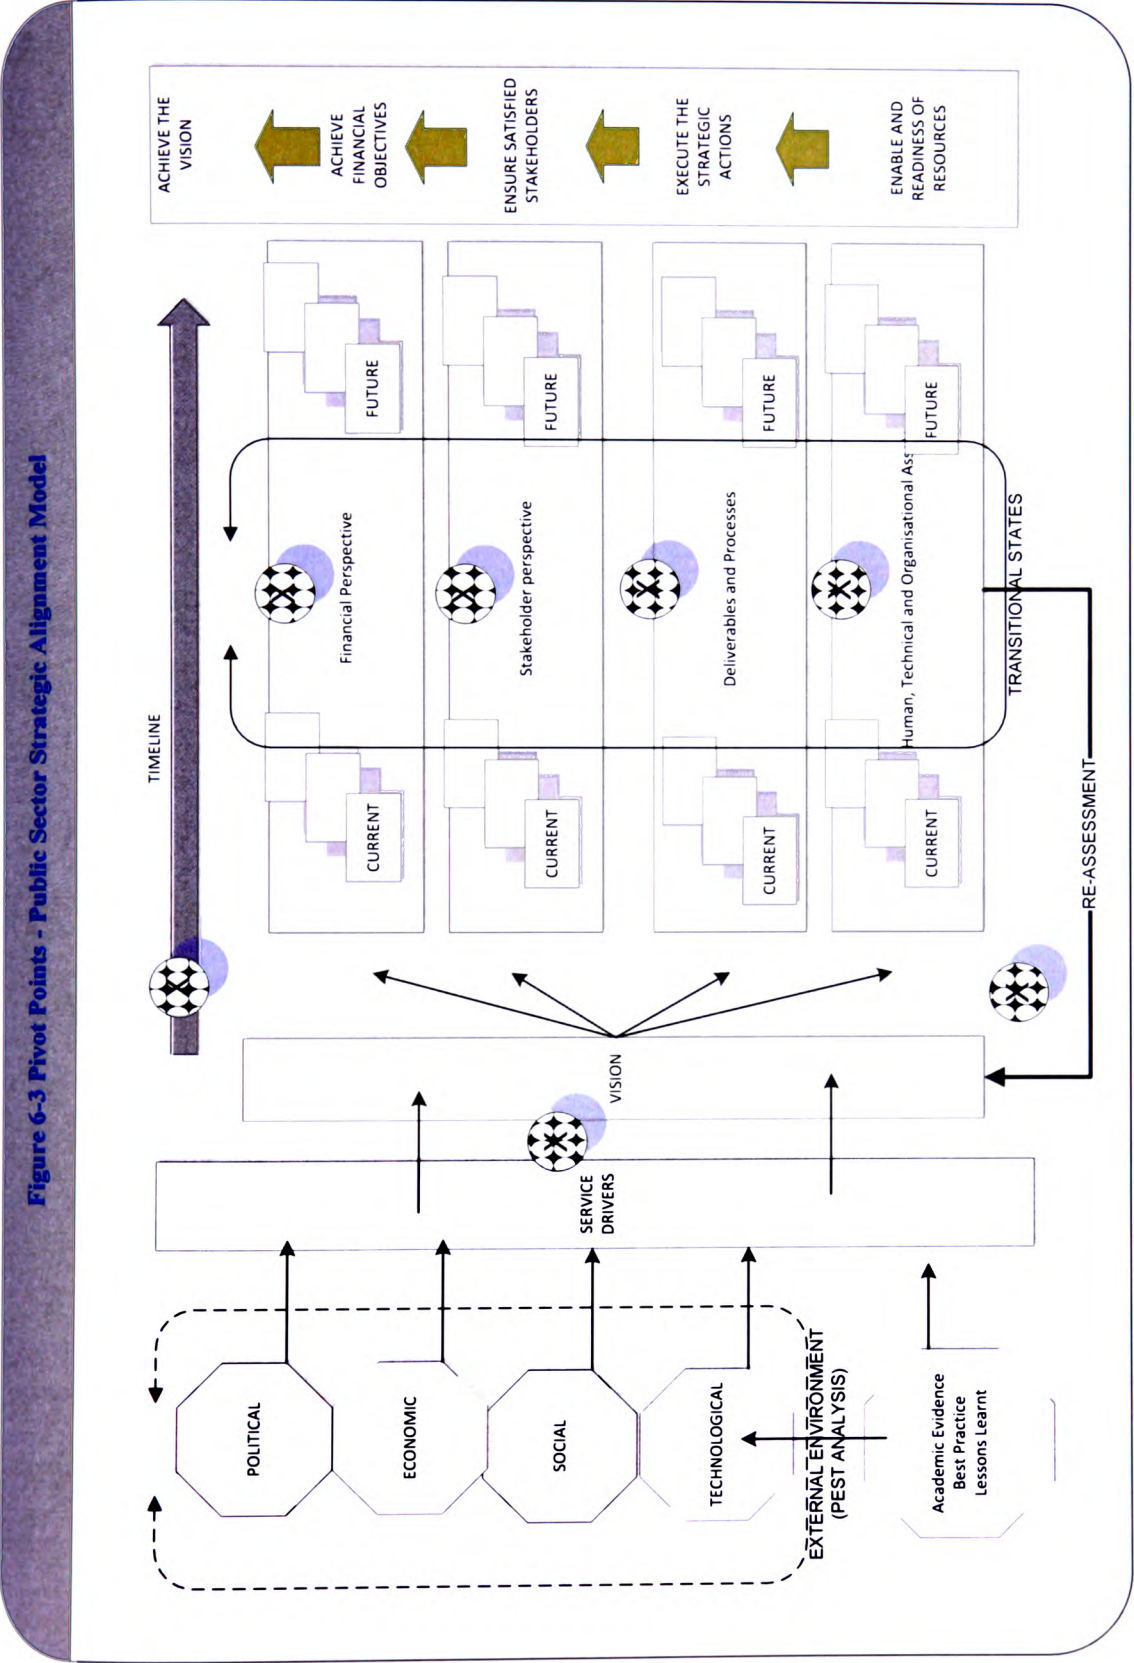 Figure 6-3 Pivot Points - Public Sector Strategic Alignment Model
TIMELINE
POLITICAL
ECONOMIC
SOCIAL
TECHNOLOGICAL
EXTERNAL ENVIRONMENT
(PEST ANALYSIS)
Academic Evidence
Best Practice
Lessons Learnt
SERVICE
DRIVERS
VISION
CURRENT
Financial Perspective
FUTURE
CURRENT
Stakeholder perspective
FUTURE
CURRENT
Deliverables and Processes
FUTURE
CURRENT
Human, Technical and Organisational Ass
FUTURE
TRANSITIONAL STATES
RE-ASSESSMENT
ACHIEVE THE
VISION
ACHIEVE
FINANCIAL
OBJECTIVES
ENSURE SATISFIED
STAKEHOLDERS
EXECUTE THE
STRATEGIC
ACTIONS
ENABLE AND
READINESS OF
RESOURCES